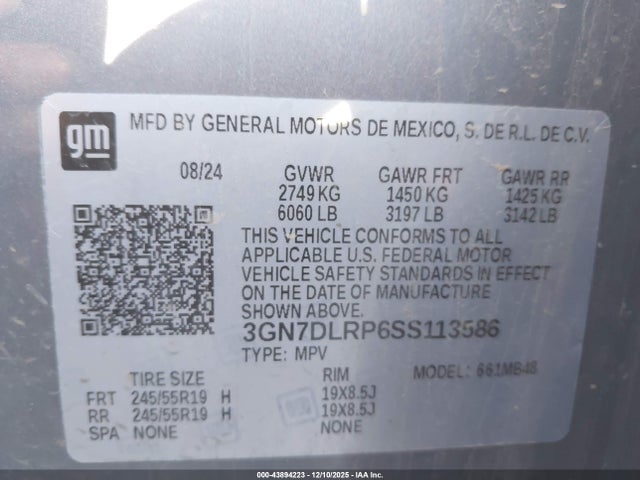 gm
MFD BY GENERAL MOTORS DE MEXICO, S. DE R.L. DE C.V.
08/24 GVWR GAWR FRT GAWR RR
2749 KG 1450 KG 1425 KG
6060 LB 3197 LB 3142 LB
THIS VEHICLE CONFORMS TO ALL
APPLICABLE U.S. FEDERAL MOTOR
VEHICLE SAFETY STANDARDS IN EFFECT
ON THE DATE OF MANUFACTURE
SHOWN ABOVE.
3GN7DLRP6SS113586
TYPE: MPV MODEL: 661MB48
TIRE SIZE RIM
FRT 245/55R19 H 19X8.5J
RR 245/55R19 H 19X8.5J
SPA NONE NONE
000-43894223 - 12/10/2025 - IAA Inc.